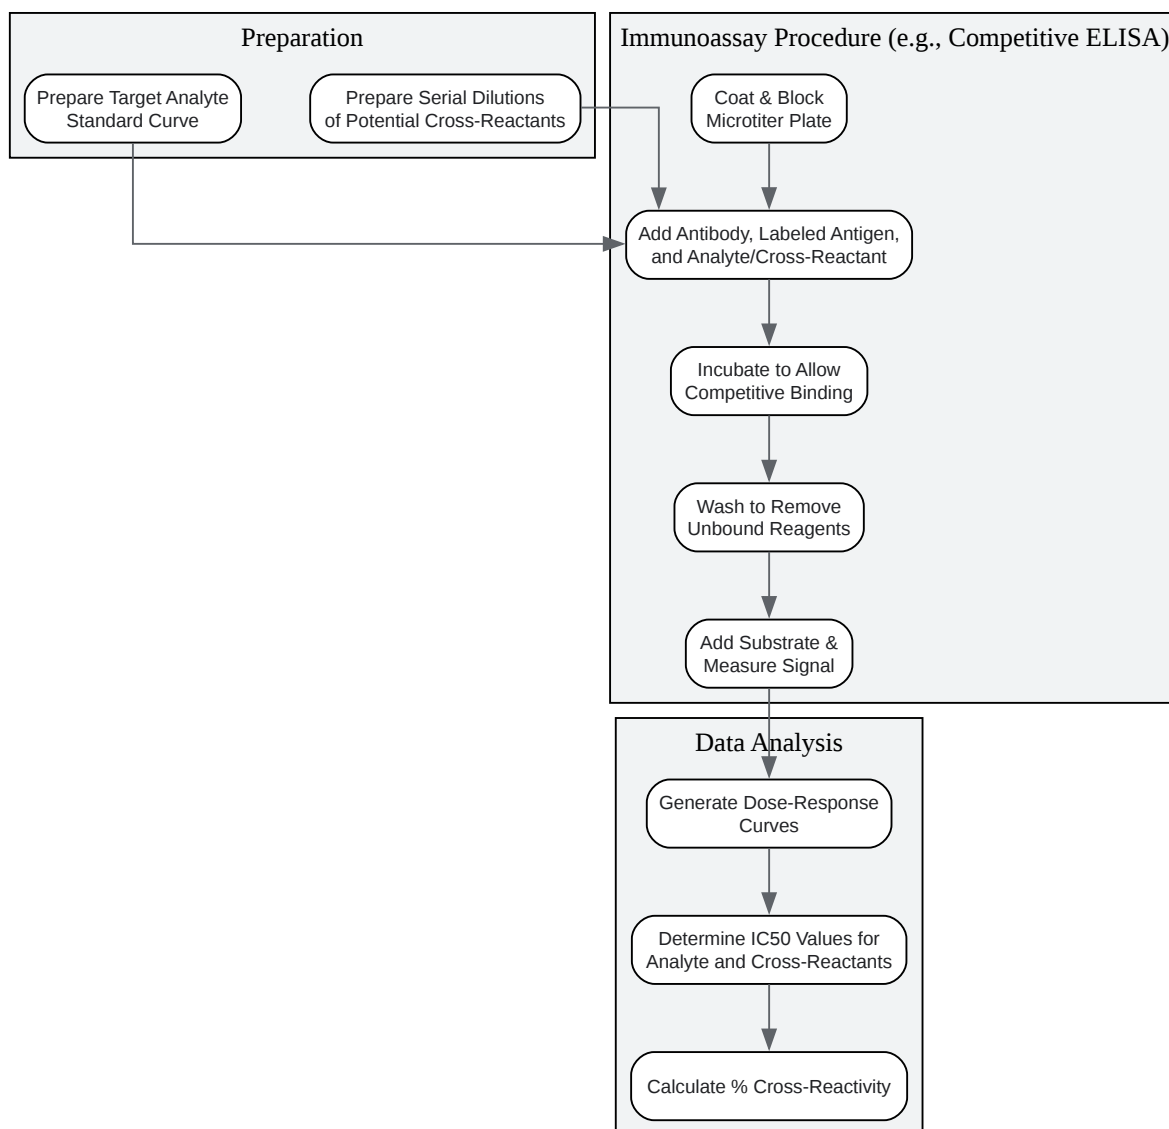 Preparation
Immunoassay Procedure (e.g., Competitive ELISA)
Prepare Target Analyte
Standard Curve
Prepare Serial Dilutions
of Potential Cross-Reactants
Coat & Block
Microtiter Plate
Add Antibody, Labeled Antigen,
and Analyte/Cross-Reactant
Incubate to Allow
Competitive Binding
Wash to Remove
Unbound Reagents
Add Substrate &
Measure Signal
Data Analysis
Generate Dose-Response
Curves
Determine IC50 Values for
Analyte and Cross-Reactants
Calculate % Cross-Reactivity